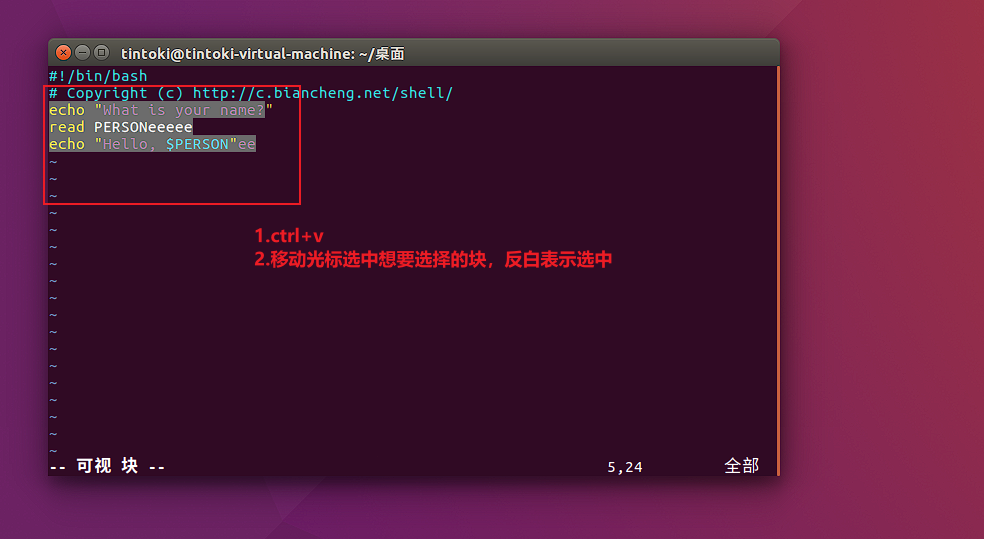 tintoki@tintoki-virtual-machine: ~/桌面
#!/bin/bash
# Copyright (c) http://c.biancheng.net/shell/
echo "What is your name?"
read PERSONeeeee
echo "Hello, $PERSON"ee
~
~
~
~
~
1.ctrl+v
~
2.移动光标选中想要选择的块，反白表示选中
~
~
~
~
~
~
~
~
~
~
~
~
-- 可视 块 -- 5,24 全部